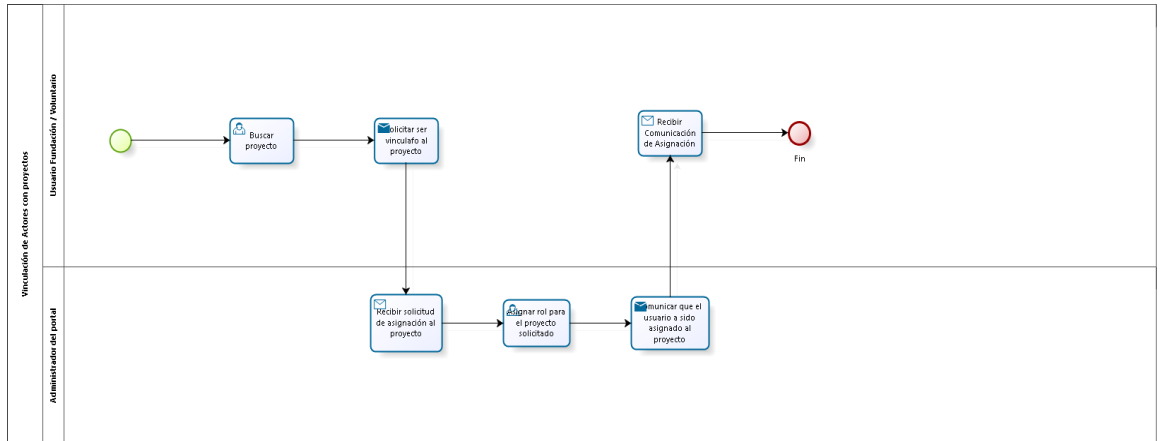 Vinculación de Actores con proyectos
Usuario Fundación / Voluntario
Buscar
proyecto
olicitar ser
vinculafo al
proyecto
Recibir
Comunicación
de Asignación
Fin
Administrador del portal
Recibir solicitud
de asignación al
proyecto
Asignar rol para
el proyecto
solicitado
municar que el
usuario a sido
asignado al
proyecto